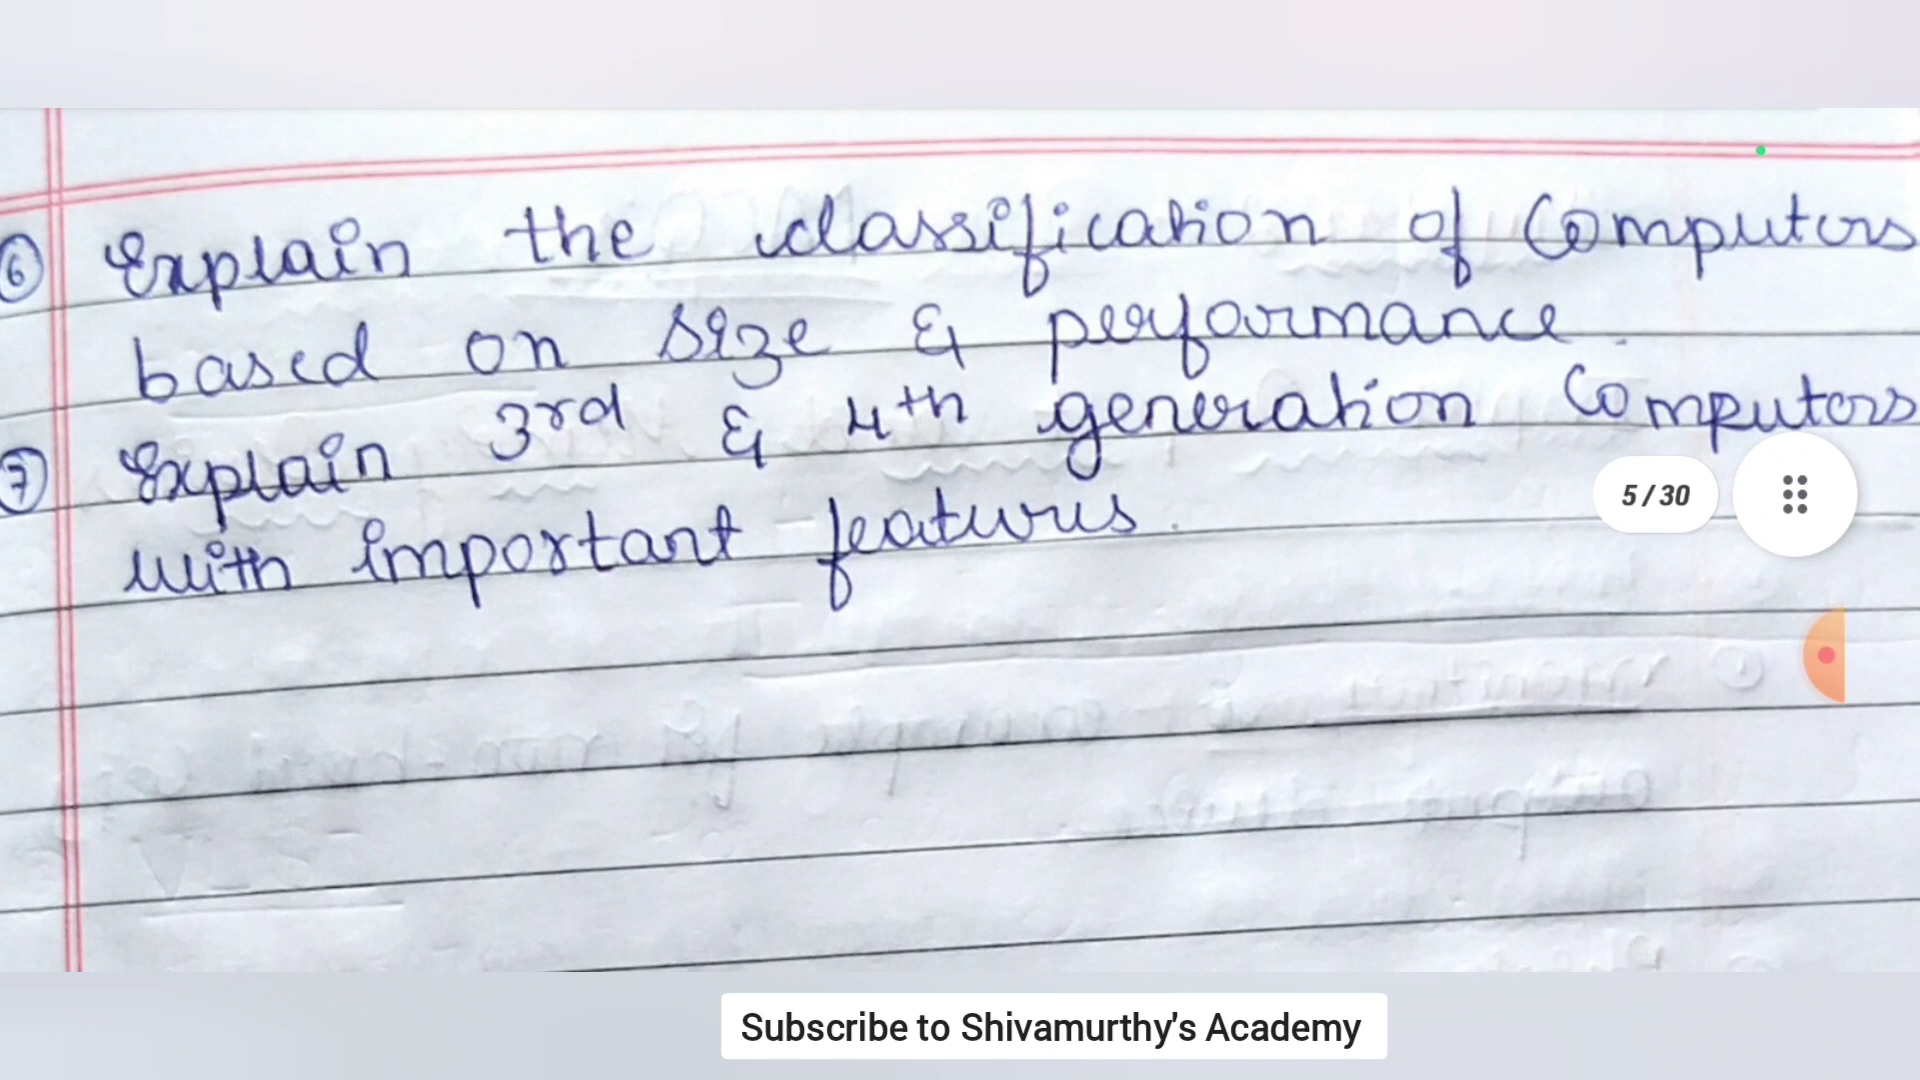 6 Explain the classification of Computers
based on size & performance.
7 Explain 3rd & 4th generation Computers
with important features.
5/30
Subscribe to Shivamurthy's Academy